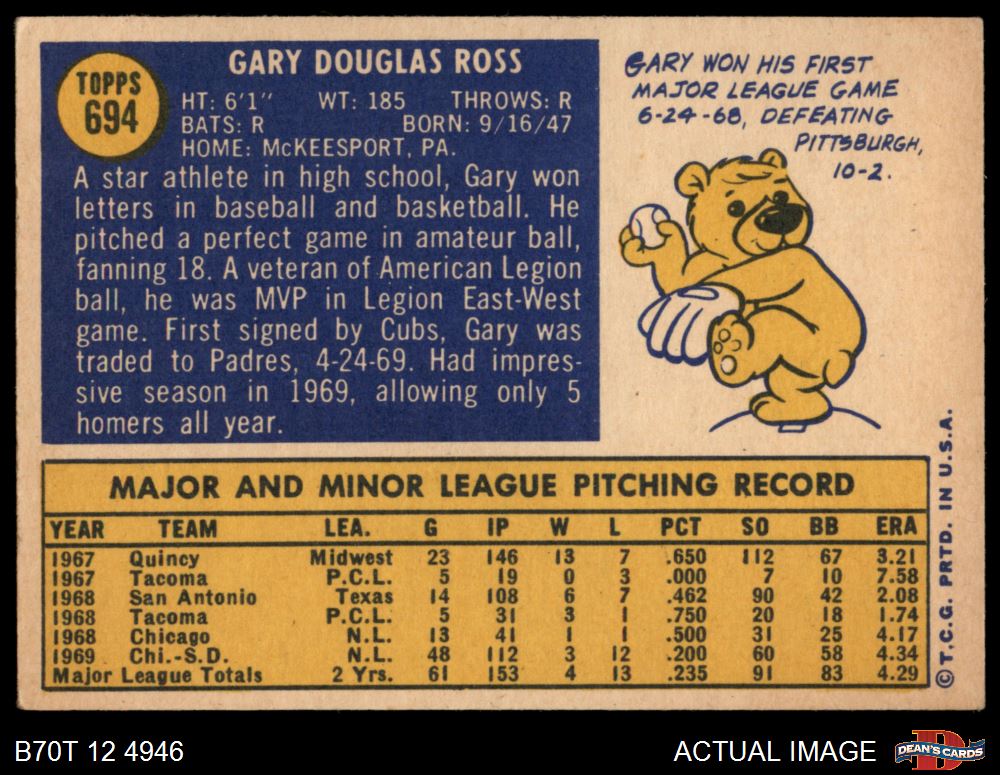 TOPPS
694
GARY DOUGLAS ROSS
HT: 6'1" WT: 185 THROWS: R
BATS: R BORN: 9/16/47
HOME: McKEESPORT, PA.
A star athlete in high school, Gary won
letters in baseball and basketball. He
pitched a perfect game in amateur ball,
fanning 18. A veteran of American Legion
ball, he was MVP in Legion East-West
game. First signed by Cubs, Gary was
traded to Padres, 4-24-69. Had impres-
sive season in 1969, allowing only 5
homers all year.
GARY WON HIS FIRST
MAJOR LEAGUE GAME
6-24-68, DEFEATING
PITTSBURGH,
10-2.
MAJOR AND MINOR LEAGUE PITCHING RECORD
YEAR TEAM LEA. G IP W L PCT SO BB ERA
1967 Quincy Midwest 23 146 13 7 .650 112 67 3.21
1967 Tacoma P.C.L. 5 19 0 3 .000 7 10 7.58
1968 San Antonio Texas 14 108 6 7 .462 90 42 2.08
1968 Tacoma P.C.L. 5 31 3 1 .750 20 18 1.74
1968 Chicago N.L. 13 41 1 1 .500 31 25 4.17
1969 Chi.-S.D. N.L. 48 112 3 12 .200 60 58 4.34
Major League Totals 2 Yrs. 61 153 4 13 .235 91 83 4.29
© T.C.G. PRTD. IN U.S.A.
B70T 12 4946
ACTUAL IMAGE
DEAN'S CARDS